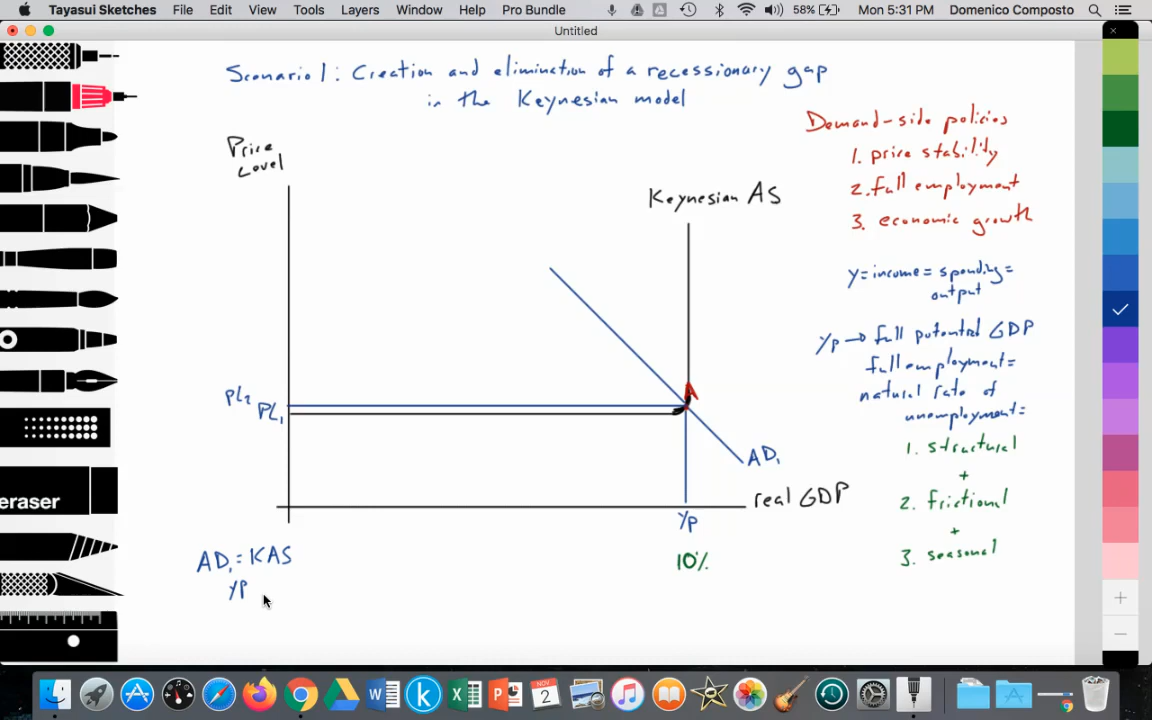 Tayasui Sketches File Edit View Tools Layers Window Help Pro Bundle 58% Mon 5:31 PM Domenico Composto
Untitled
Scenario 1: Creation and elimination of a recessionary gap
in the Keynesian model
Price
Level
Keynesian AS
PL2
PL1
A
AD1
real GDP
YP
10%
AD1 = KAS
YP
Demand-side policies
1. price stability
2. full employment
3. economic growth
Y = income = spending =
output
YP → full potential GDP
full employment =
natural rate of
unemployment =
1. structural
+
2. frictional
+
3. seasonal
eraser
NOV
2